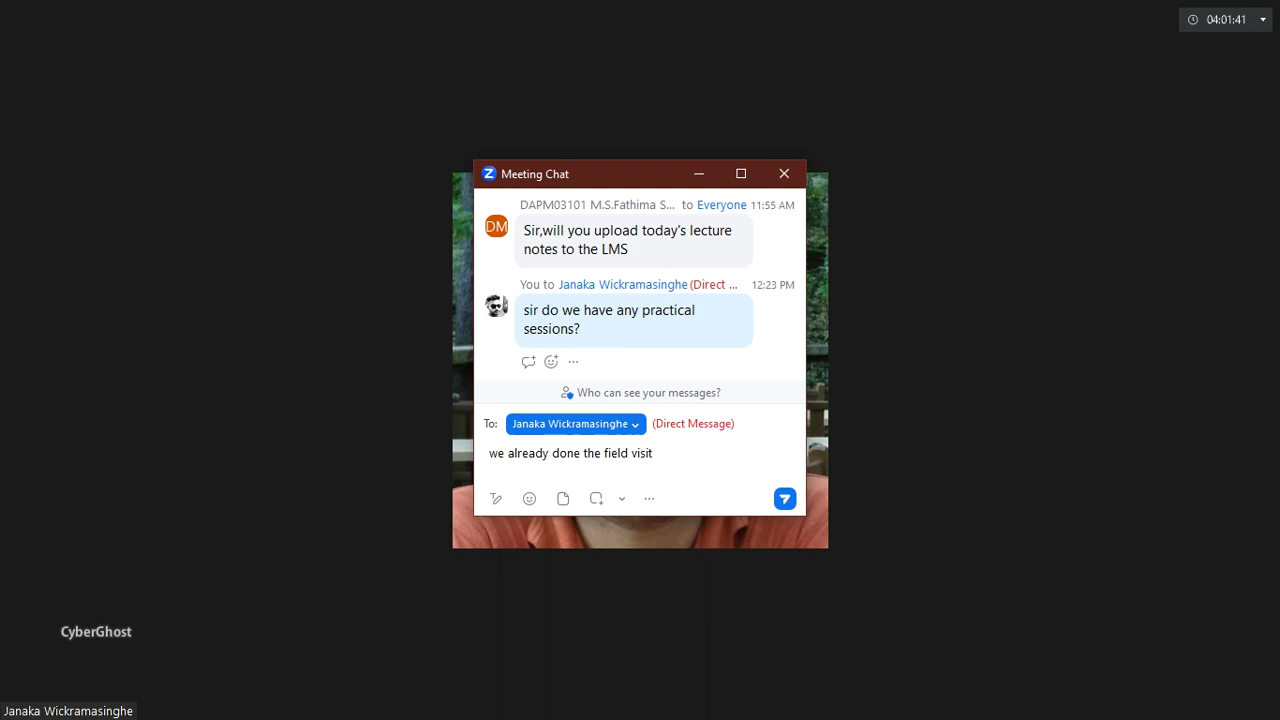 04:01:41
Meeting Chat
DAPM03101 M.S.Fathima S... to Everyone 11:55 AM
DM
Sir,will you upload today's lecture
notes to the LMS
You to Janaka Wickramasinghe(Direct ... 12:23 PM
sir do we have any practical
sessions?
Who can see your messages?
To: Janaka Wickramasinghe (Direct Message)
we already done the field visit
CyberGhost
Janaka Wickramasinghe